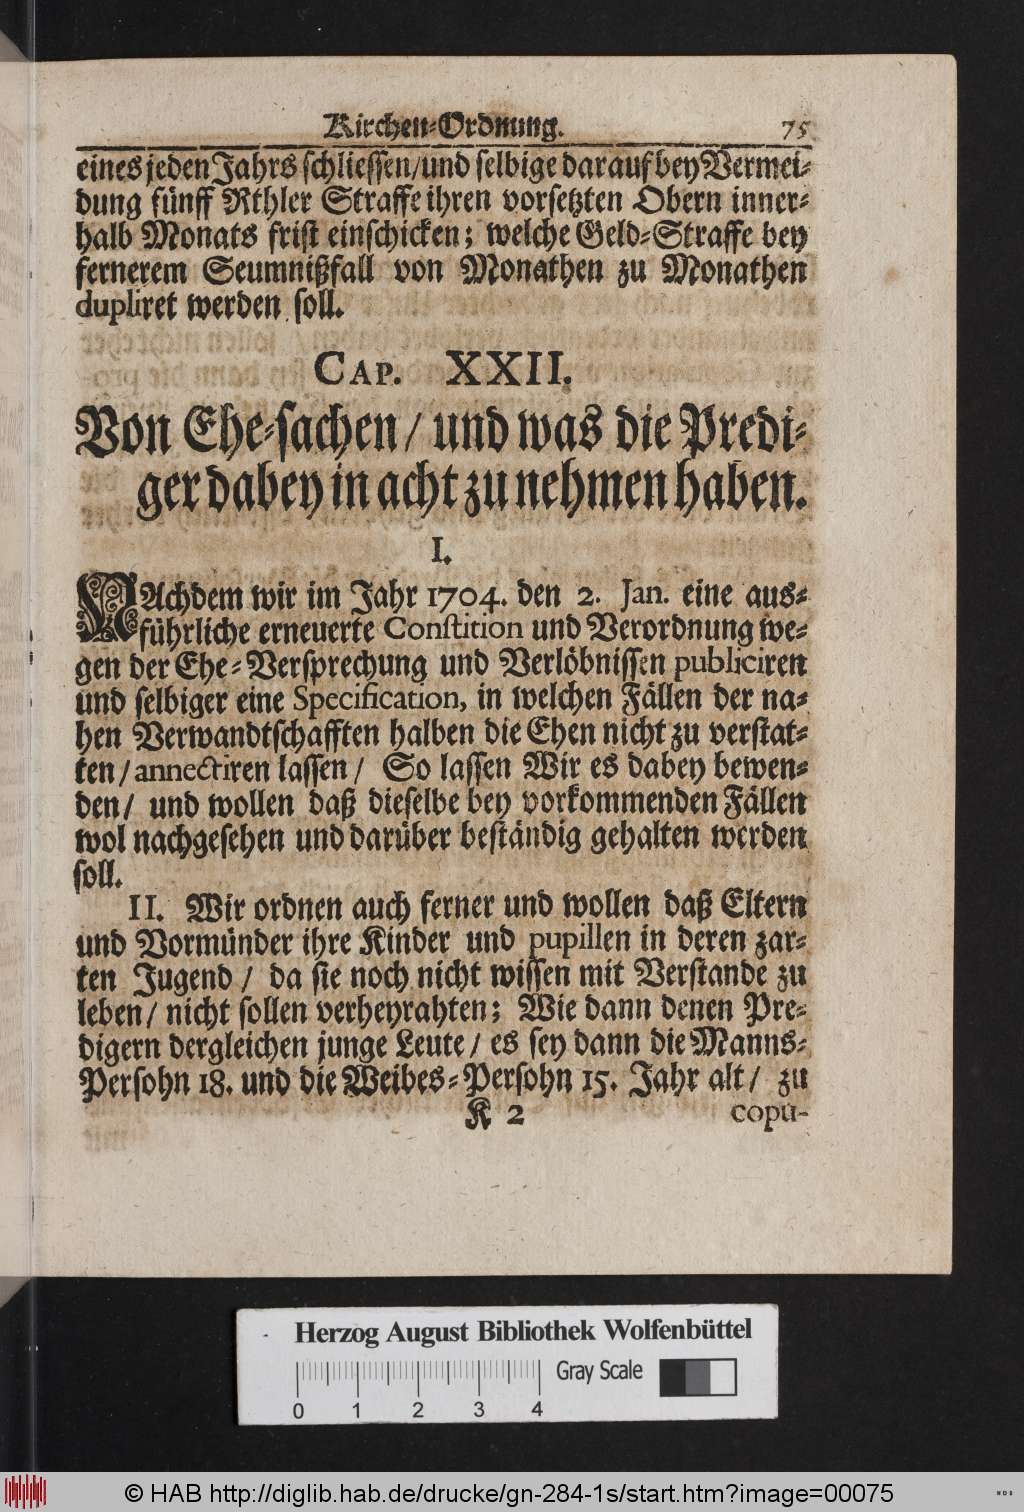 Kirchen-Ordnung. 75
eines jeden Jahrs schliessen/und selbige darauf bey Vermei-
dung fünff Rthler Straffe ihren vorsetzten Obern inner-
halb Monats frist einschicken; welche Geld-Straffe bey
fernerem Seumnißfall von Monathen zu Monathen
dupliret werden soll.
CAP. XXII.
Von Ehe-sachen/ und was die Predi-
ger dabey in acht zu nehmen haben.
I.
NAchdem wir im Jahr 1704. den 2. Jan. eine aus-
führliche erneuerte Constition und Verordnung we-
gen der Ehe-Versprechung und Verlöbnissen publiciren
und selbiger eine Specification, in welchen Fällen der na-
hen Verwandtschafften halben die Ehen nicht zu verstat-
ten/annectiren lassen/ So lassen Wir es dabey bewen-
den/ und wollen daß dieselbe bey vorkommenden Fällen
wol nachgesehen und darüber beständig gehalten werden
soll.
II. Wir ordnen auch ferner und wollen daß Eltern
und Vormünder ihre Kinder und pupillen in deren zar-
ten Jugend/ da sie noch nicht wissen mit Verstande zu
leben/ nicht sollen verheyrahten; Wie dann denen Pre-
digern dergleichen junge Leute/ es sey dann die Manns-
Persohn 18. und die Weibes-Persohn 15. Jahr alt/ zu
K 2 copu-
Herzog August Bibliothek Wolfenbüttel
Gray Scale
0 1 2 3 4
© HAB http://diglib.hab.de/drucke/gn-284-1s/start.htm?image=00075